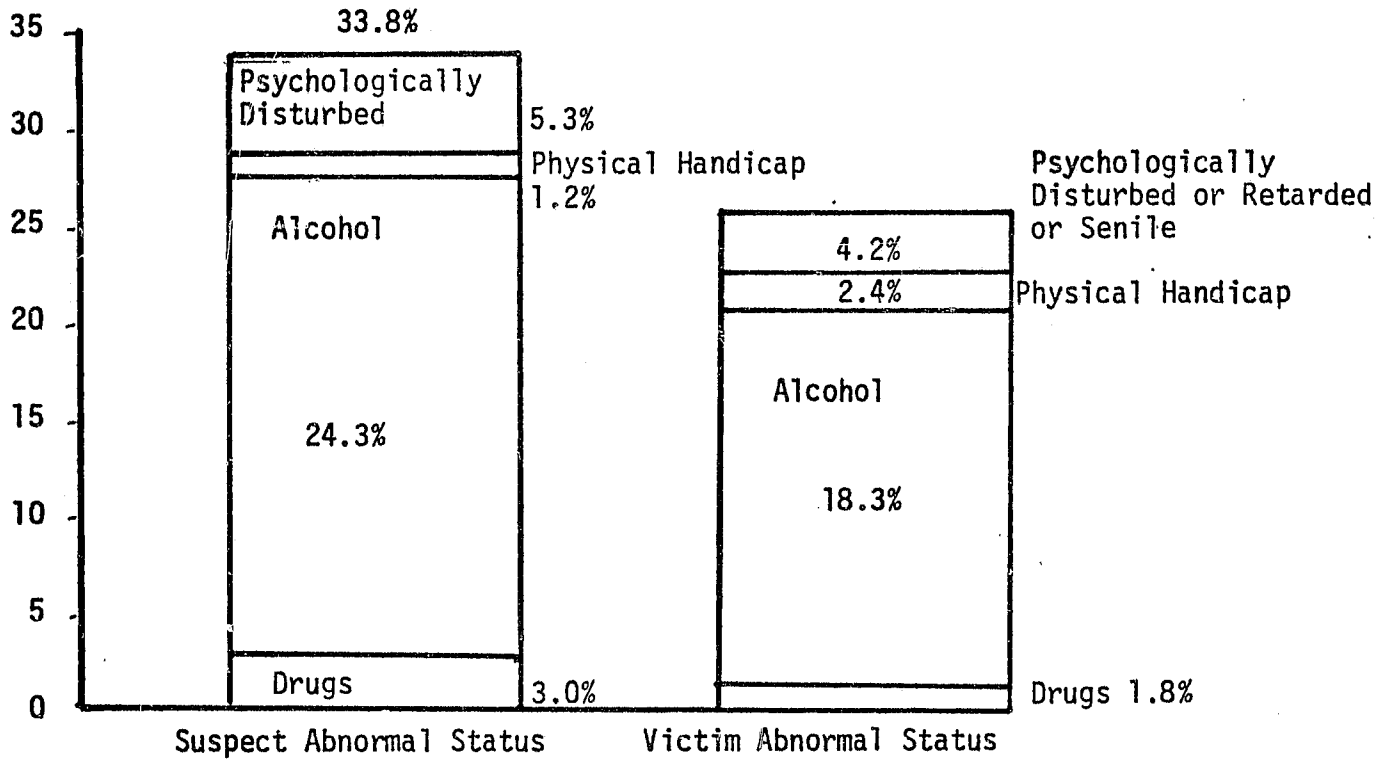 33.8%
35
30
25
20
15
10
5
0
Psychologically
Disturbed
5.3%
Physical Handicap
1.2%
Alcohol
24.3%
Drugs
3.0%
Psychologically
Disturbed or Retarded
or Senile
4.2%
2.4%
Physical Handicap
Alcohol
18.3%
Drugs 1.8%
Suspect Abnormal Status
Victim Abnormal Status